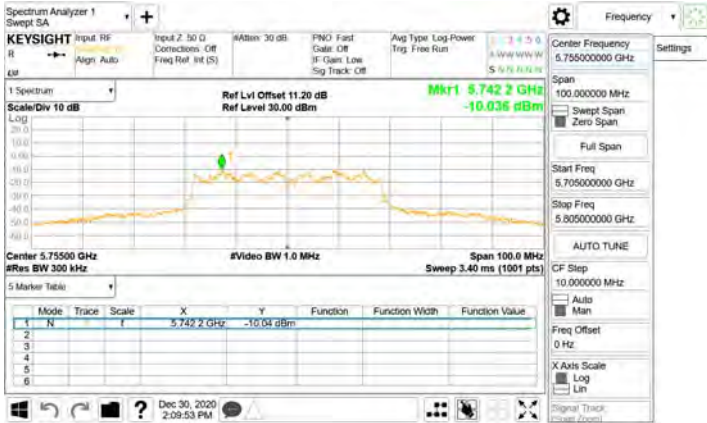 Spectrum Analyzer 1
Swept SA
+
Frequency
KEYSIGHT
Input: RF
Input Z: 50 Ω
#Atten: 30 dB
PNO: Fast
Avg Type: Log-Power
R
Corrections: Off
Gate: Off
Trig: Free Run
Align: Auto
Freq Ref: Int (S)
IF Gain: Low
Sig Track: Off
Center Frequency
5.755000000 GHz
Settings
1 Spectrum
Ref Lvl Offset 11.20 dB
Mkr1 5.742 2 GHz
Scale/Div 10 dB
Ref Level 30.00 dBm
-10.036 dBm
Log
Span
100.000000 MHz
Swept Span
Zero Span
Full Span
Start Freq
5.705000000 GHz
Stop Freq
5.805000000 GHz
AUTO TUNE
Center 5.75500 GHz
#Video BW 1.0 MHz
Span 100.0 MHz
#Res BW 300 kHz
Sweep 3.40 ms (1001 pts)
CF Step
10.000000 MHz
Auto
Man
5 Marker Table
Mode Trace Scale X Y Function Function Width Function Value
1 N f 5.742 2 GHz -10.04 dBm
2
3
4
5
6
Freq Offset
0 Hz
X Axis Scale
Log
Lin
Signal Track
(Span Zoom)
?
Dec 30, 2020
2:09:53 PM